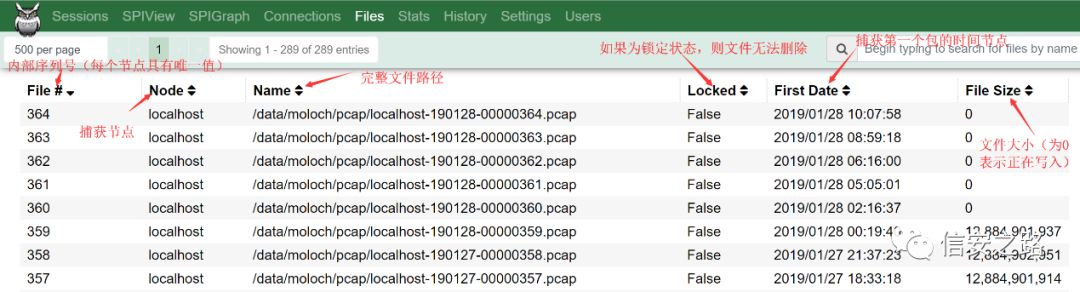 Sessions SPIView SPIGraph Connections Files Stats History Settings Users
500 per page 1 Showing 1 - 289 of 289 entries Begin typing to search for files by name
如果为锁定状态，则文件无法删除
捕获第一个包的时间节点
内部序列号（每个节点具有唯一值）
完整文件路径
File # Node Name Locked First Date File Size
364 localhost /data/moloch/pcap/localhost-190128-00000364.pcap False 2019/01/28 10:07:58 0
捕获节点
363 localhost /data/moloch/pcap/localhost-190128-00000363.pcap False 2019/01/28 08:59:18 0
文件大小（为0
表示正在写入）
362 localhost /data/moloch/pcap/localhost-190128-00000362.pcap False 2019/01/28 06:16:00 0
361 localhost /data/moloch/pcap/localhost-190128-00000361.pcap False 2019/01/28 05:05:01 0
360 localhost /data/moloch/pcap/localhost-190128-00000360.pcap False 2019/01/28 02:16:37 0
359 localhost /data/moloch/pcap/localhost-190128-00000359.pcap False 2019/01/28 12,884,901,937
信安之路
358 localhost /data/moloch/pcap/localhost-190127-00000358.pcap False 2019/01/27 21:37:23
357 localhost /data/moloch/pcap/localhost-190127-00000357.pcap False 2019/01/27 18:33:18 12,884,901,914